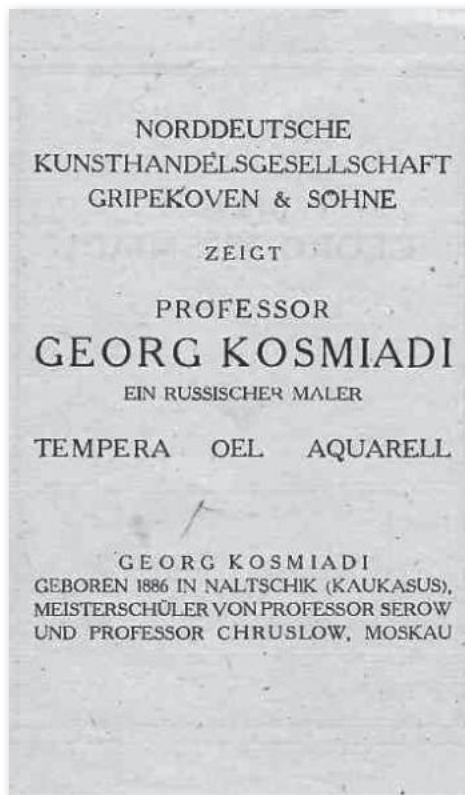 NORDDEUTSCHE
KUNSTHANDELSGESELLSCHAFT
GRIPEKOVEN & SÖHNE
ZEIGT
PROFESSOR
GEORG KOSMIADI
EIN RUSSISCHER MALER
TEMPERA OEL AQUARELL
GEORG KOSMIADI
GEBOREN 1886 IN NALTSCHIK (KAUKASUS),
MEISTERSCHÜLER VON PROFESSOR SEROW
UND PROFESSOR CHRUSLOW, MOSKAU